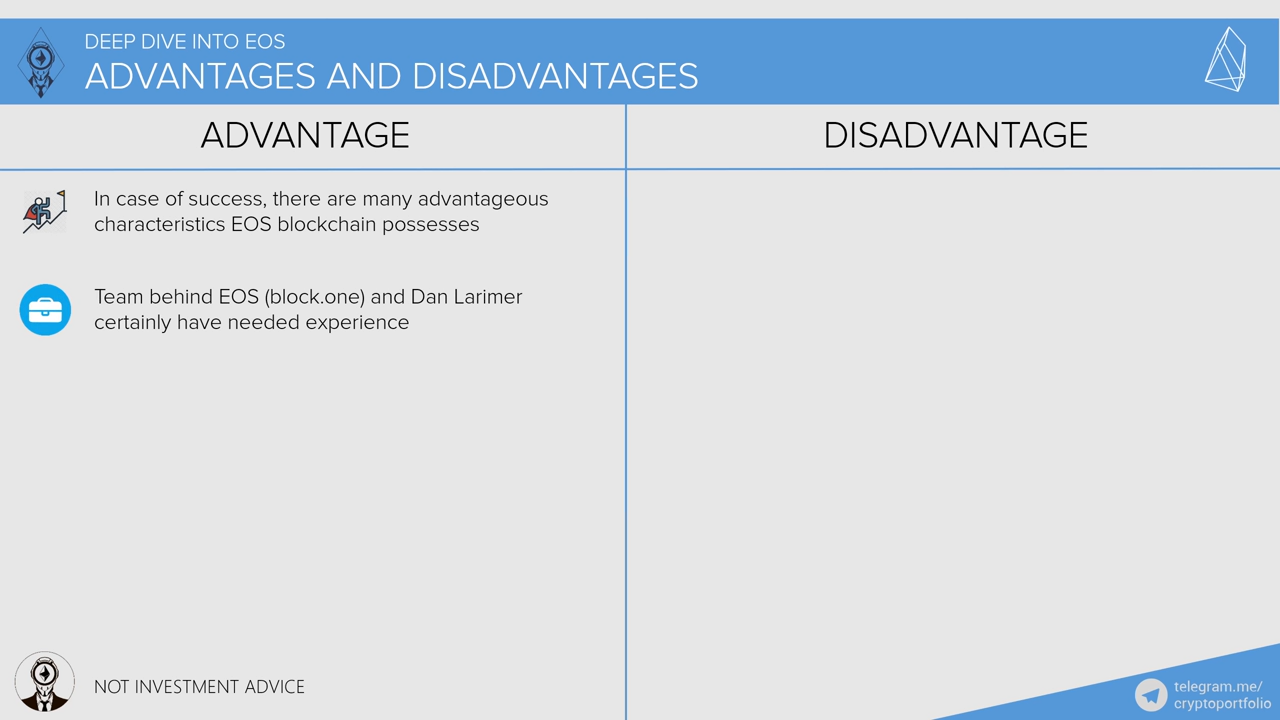 DEEP DIVE INTO EOS
ADVANTAGES AND DISADVANTAGES
ADVANTAGE
DISADVANTAGE
In case of success, there are many advantageous
characteristics EOS blockchain possesses
Team behind EOS (block.one) and Dan Larimer
certainly have needed experience
NOT INVESTMENT ADVICE
telegram.me/
cryptoportfolio